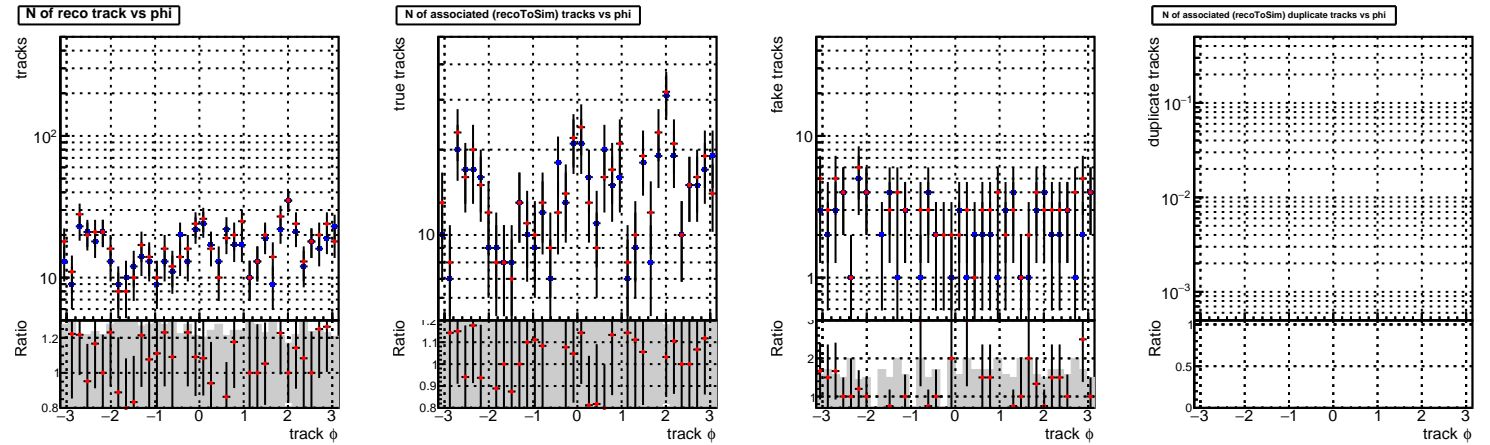 N of reco track vs phi
tracks
10²
10
Ratio
1.2
1
0.8
−3 −2 −1 0 1 2 3
track ϕ
N of associated (recoToSim) tracks vs phi
true tracks
10
Ratio
1.2
1.1
1
0.9
0.8
−3 −2 −1 0 1 2 3
track ϕ
fake tracks
10
1
Ratio
3
2
1
−3 −2 −1 0 1 2 3
track ϕ
N of associated (recoToSim) duplicate tracks vs phi
duplicate tracks
10⁻¹
10⁻²
10⁻³
Ratio
1
0.5
0
−3 −2 −1 0 1 2 3
track ϕ